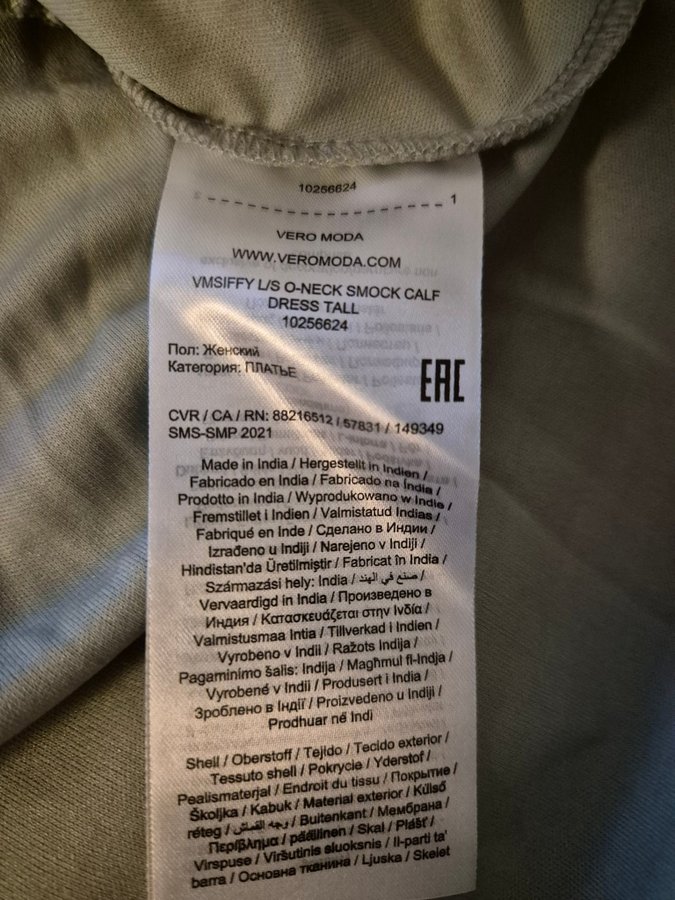 10256624
1
VERO MODA
WWW.VEROMODA.COM
VMSIFFY L/S O-NECK SMOCK CALF
DRESS TALL
10256624
Пол: Женский
Категория: ПЛАТЬЕ
EAC
CVR / CA / RN: 88216512 / 57831 / 149349
SMS-SMP 2021
Made in India / Hergestellt in Indien /
Fabricado en India / Fabricado na Índia /
Prodotto in India / Wyprodukowano w Indie /
Fremstillet i Indien / Valmistatud Indias /
Fabriqué en Inde / Сделано в Индии /
Izrađeno u Indiji / Narejeno v Indiji /
Hindistan'da Üretilmiştir / Fabricat în India /
Származási hely: India / صنع في الهند /
Vervaardigd in India / Произведено в
Индия / Κατασκευάζεται στην Ινδία /
Valmistusmaa Intia / Tillverkad i Indien /
Vyrobeno v Indii / Ražots Indija /
Pagaminimo šalis: Indija / Magħmul fl-Indja /
Vyrobené v Indii / Produsert i India /
Зроблено в Індії / Proizvedeno u Indiji /
Prodhuar në Indi
Shell / Oberstoff / Tejido / Tecido exterior /
Tessuto shell / Pokrycie / Yderstof /
Pealismaterjal / Endroit du tissu / Покрытие /
Školjka / Kabuk / Material exterior / Külső
réteg / وجه القماش / Buitenkant / Мембрана /
Περίβλημα / päällinen / Skal / Plášť /
Virspuse / Viršutinis sluoksnis / Il-parti ta'
barra / Основна тканина / Ljuska / Skelet